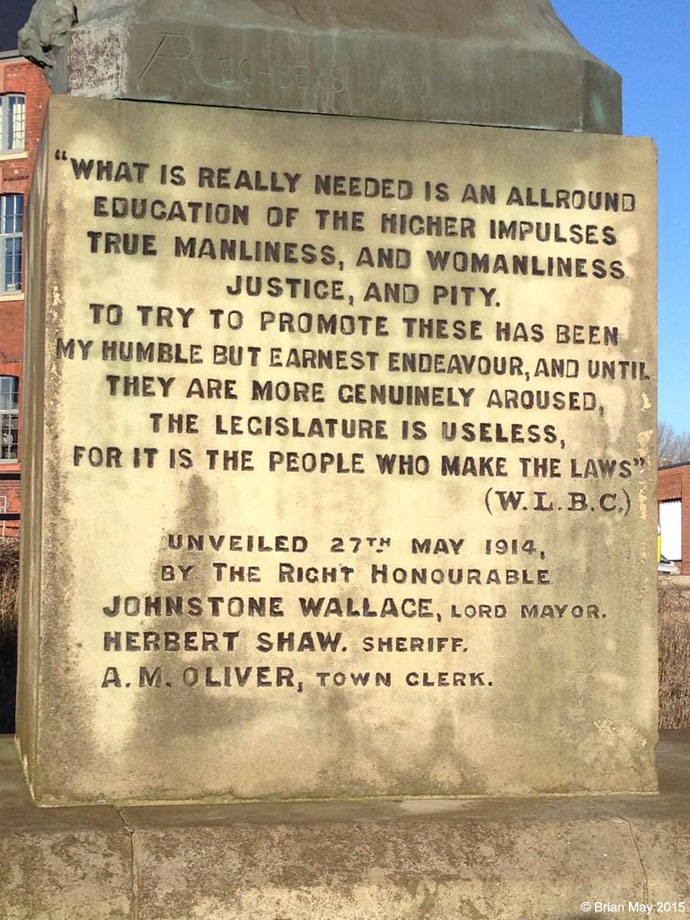 “WHAT IS REALLY NEEDED IS AN ALLROUND
EDUCATION OF THE HIGHER IMPULSES
TRUE MANLINESS, AND WOMANLINESS
JUSTICE, AND PITY.
TO TRY TO PROMOTE THESE HAS BEEN
MY HUMBLE BUT EARNEST ENDEAVOUR, AND UNTIL
THEY ARE MORE GENUINELY AROUSED,
THE LEGISLATURE IS USELESS,
FOR IT IS THE PEOPLE WHO MAKE THE LAWS”
(W.L.B.C.)
UNVEILED 27TH MAY 1914,
BY THE RIGHT HONOURABLE
JOHNSTONE WALLACE, LORD MAYOR.
HERBERT SHAW. SHERIFF.
A.M. OLIVER, TOWN CLERK.
© Brian May 2015